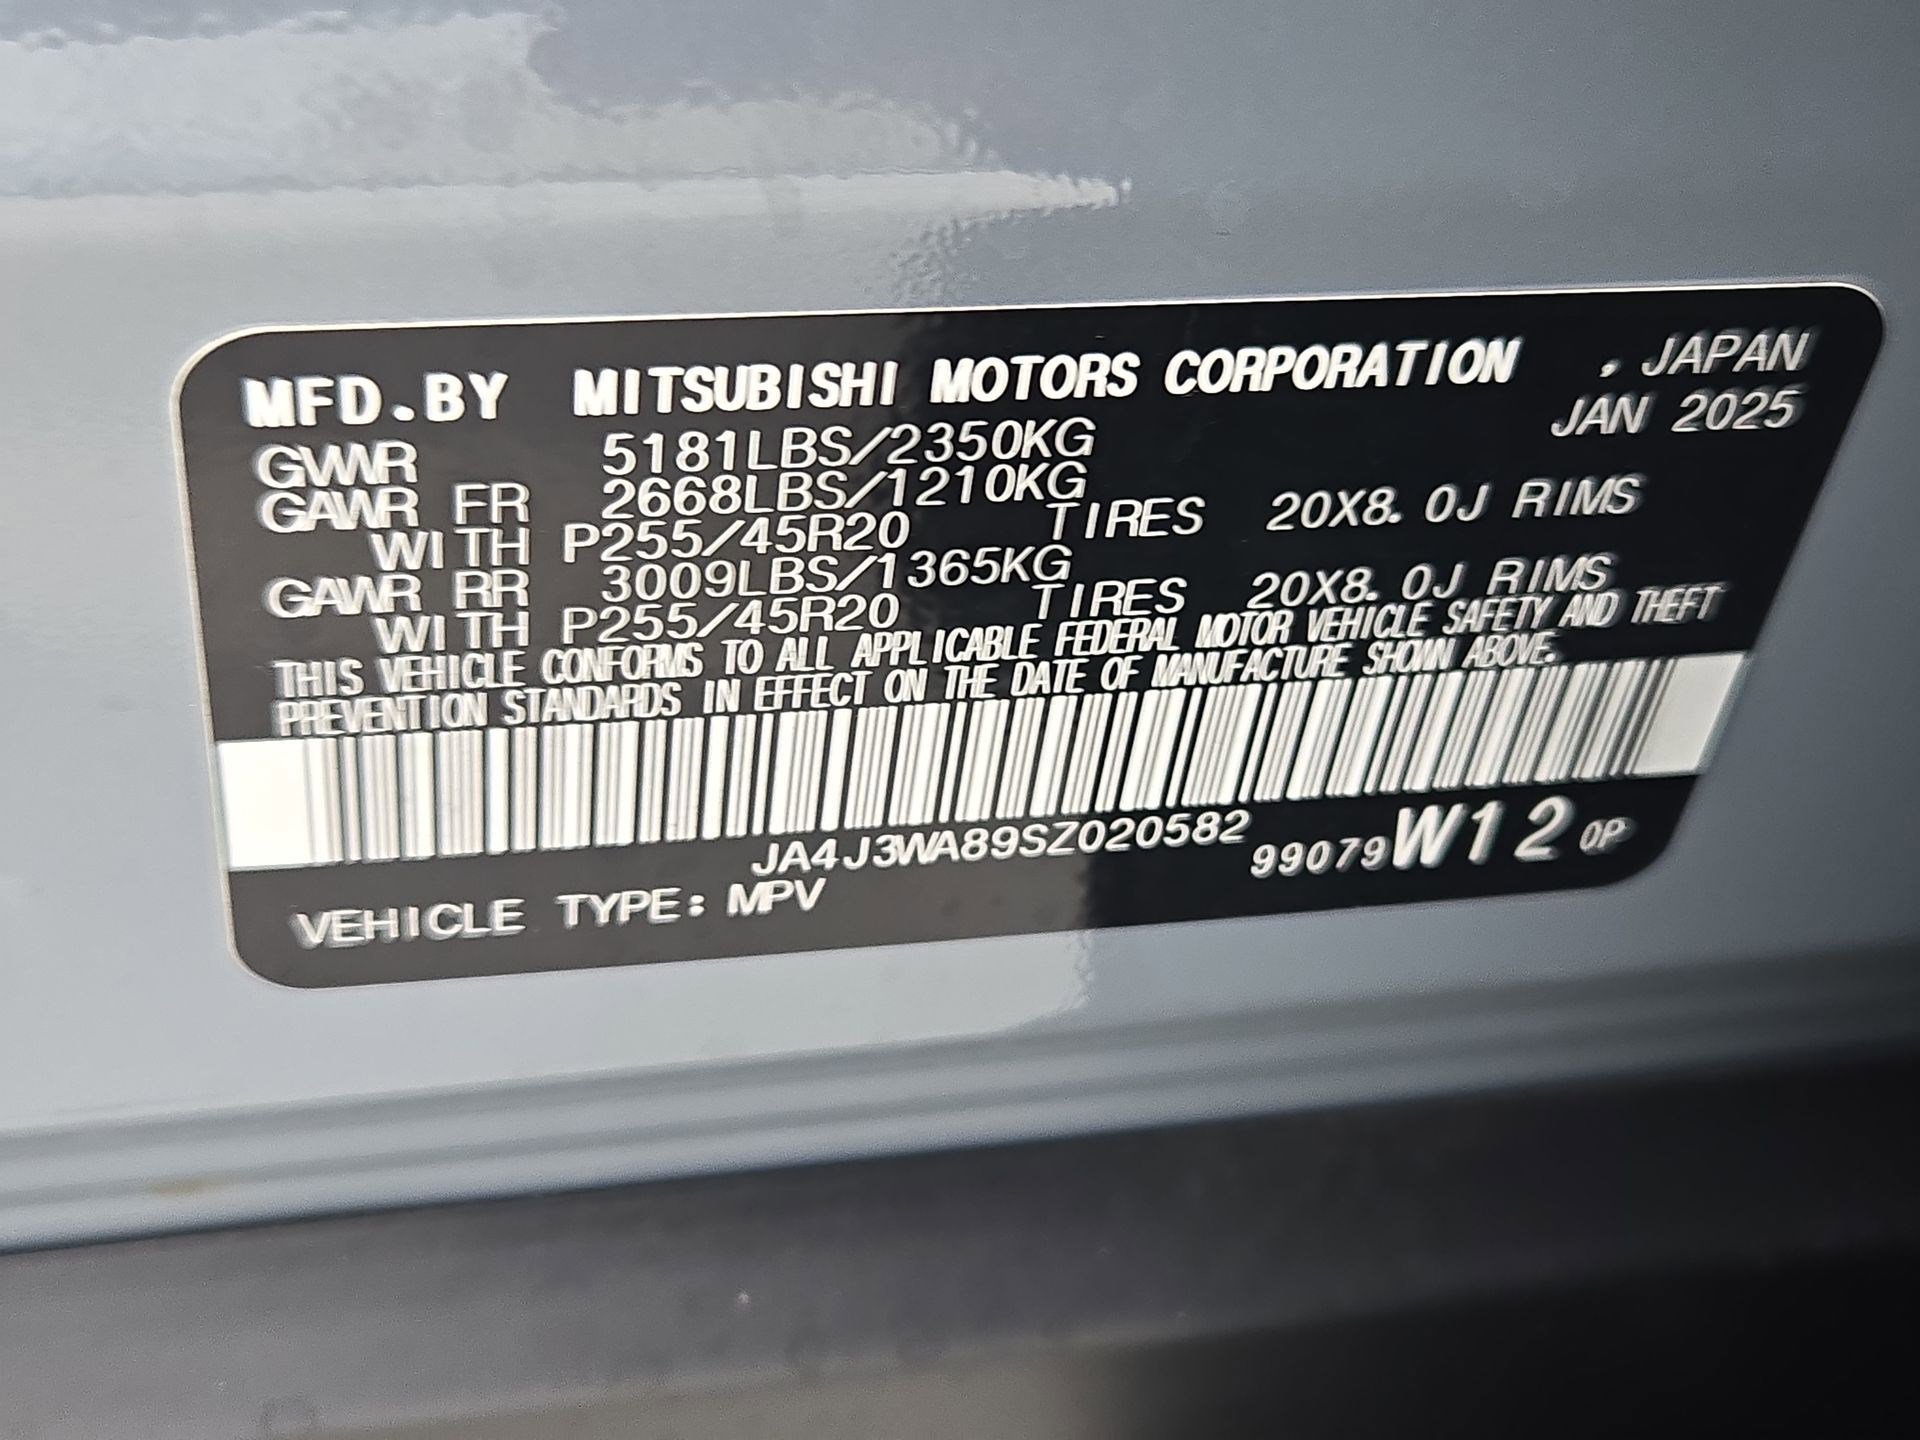 MFD.BY MITSUBISHI MOTORS CORPORATION , JAPAN
JAN 2025
GVWR 5181LBS/2350KG
GAWR FR 2668LBS/1210KG
WITH P255/45R20 TIRES 20X8.0J RIMS
GAWR RR 3009LBS/1365KG
WITH P255/45R20 TIRES 20X8.0J RIMS
THIS VEHICLE CONFORMS TO ALL APPLICABLE FEDERAL MOTOR VEHICLE SAFETY AND THEFT
PREVENTION STANDARDS IN EFFECT ON THE DATE OF MANUFACTURE SHOWN ABOVE.
JA4J3WA89SZ020582 99079 W12 0P
VEHICLE TYPE: MPV